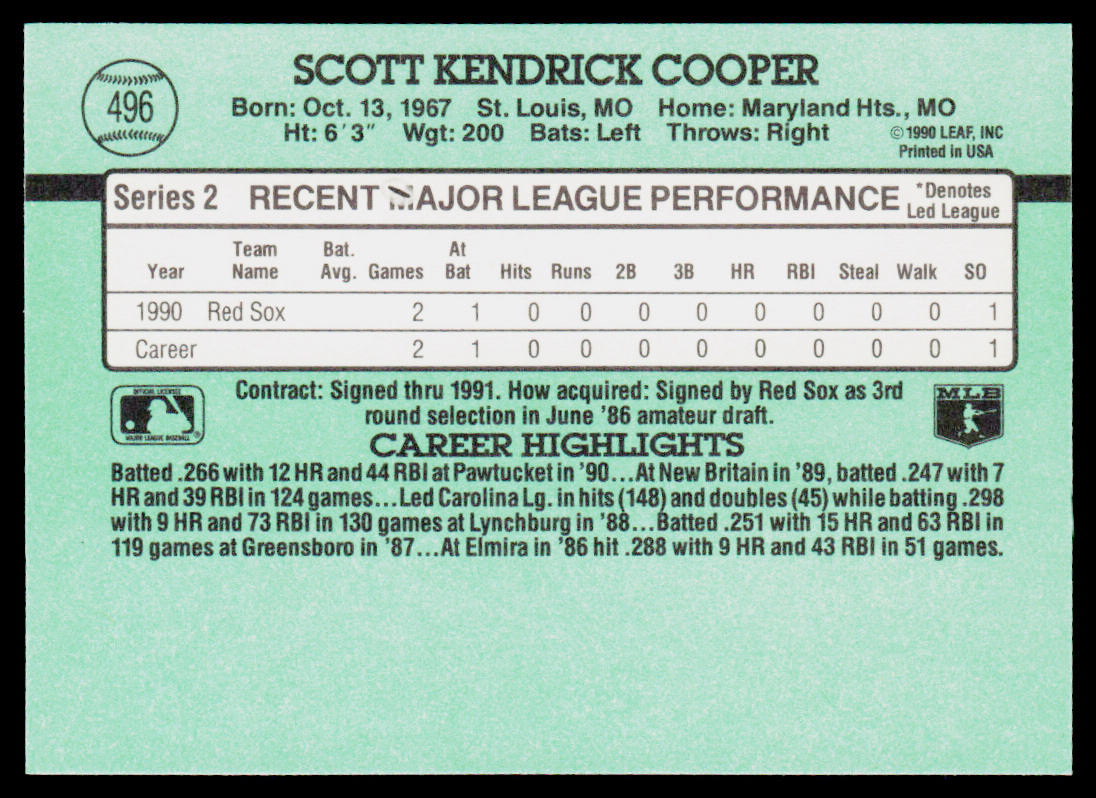 SCOTT KENDRICK COOPER
496
Born: Oct. 13, 1967 St. Louis, MO Home: Maryland Hts., MO
Ht: 6´3˝ Wgt: 200 Bats: Left Throws: Right
©1990 LEAF, INC
Printed in USA
Series 2 RECENT MAJOR LEAGUE PERFORMANCE *Denotes
Led League
Team Bat. At
Year Name Avg. Games Bat Hits Runs 2B 3B HR RBI Steal Walk SO
1990 Red Sox 2 1 0 0 0 0 0 0 0 0 1
Career 2 1 0 0 0 0 0 0 0 0 1
OFFICIAL LICENSEE
MAJOR LEAGUE BASEBALL
®
MLB
Contract: Signed thru 1991. How acquired: Signed by Red Sox as 3rd
round selection in June '86 amateur draft.
CAREER HIGHLIGHTS
Batted .266 with 12 HR and 44 RBI at Pawtucket in '90...At New Britain in '89, batted .247 with 7
HR and 39 RBI in 124 games...Led Carolina Lg. in hits (148) and doubles (45) while batting .298
with 9 HR and 73 RBI in 130 games at Lynchburg in '88...Batted .251 with 15 HR and 63 RBI in
119 games at Greensboro in '87...At Elmira in '86 hit .288 with 9 HR and 43 RBI in 51 games.